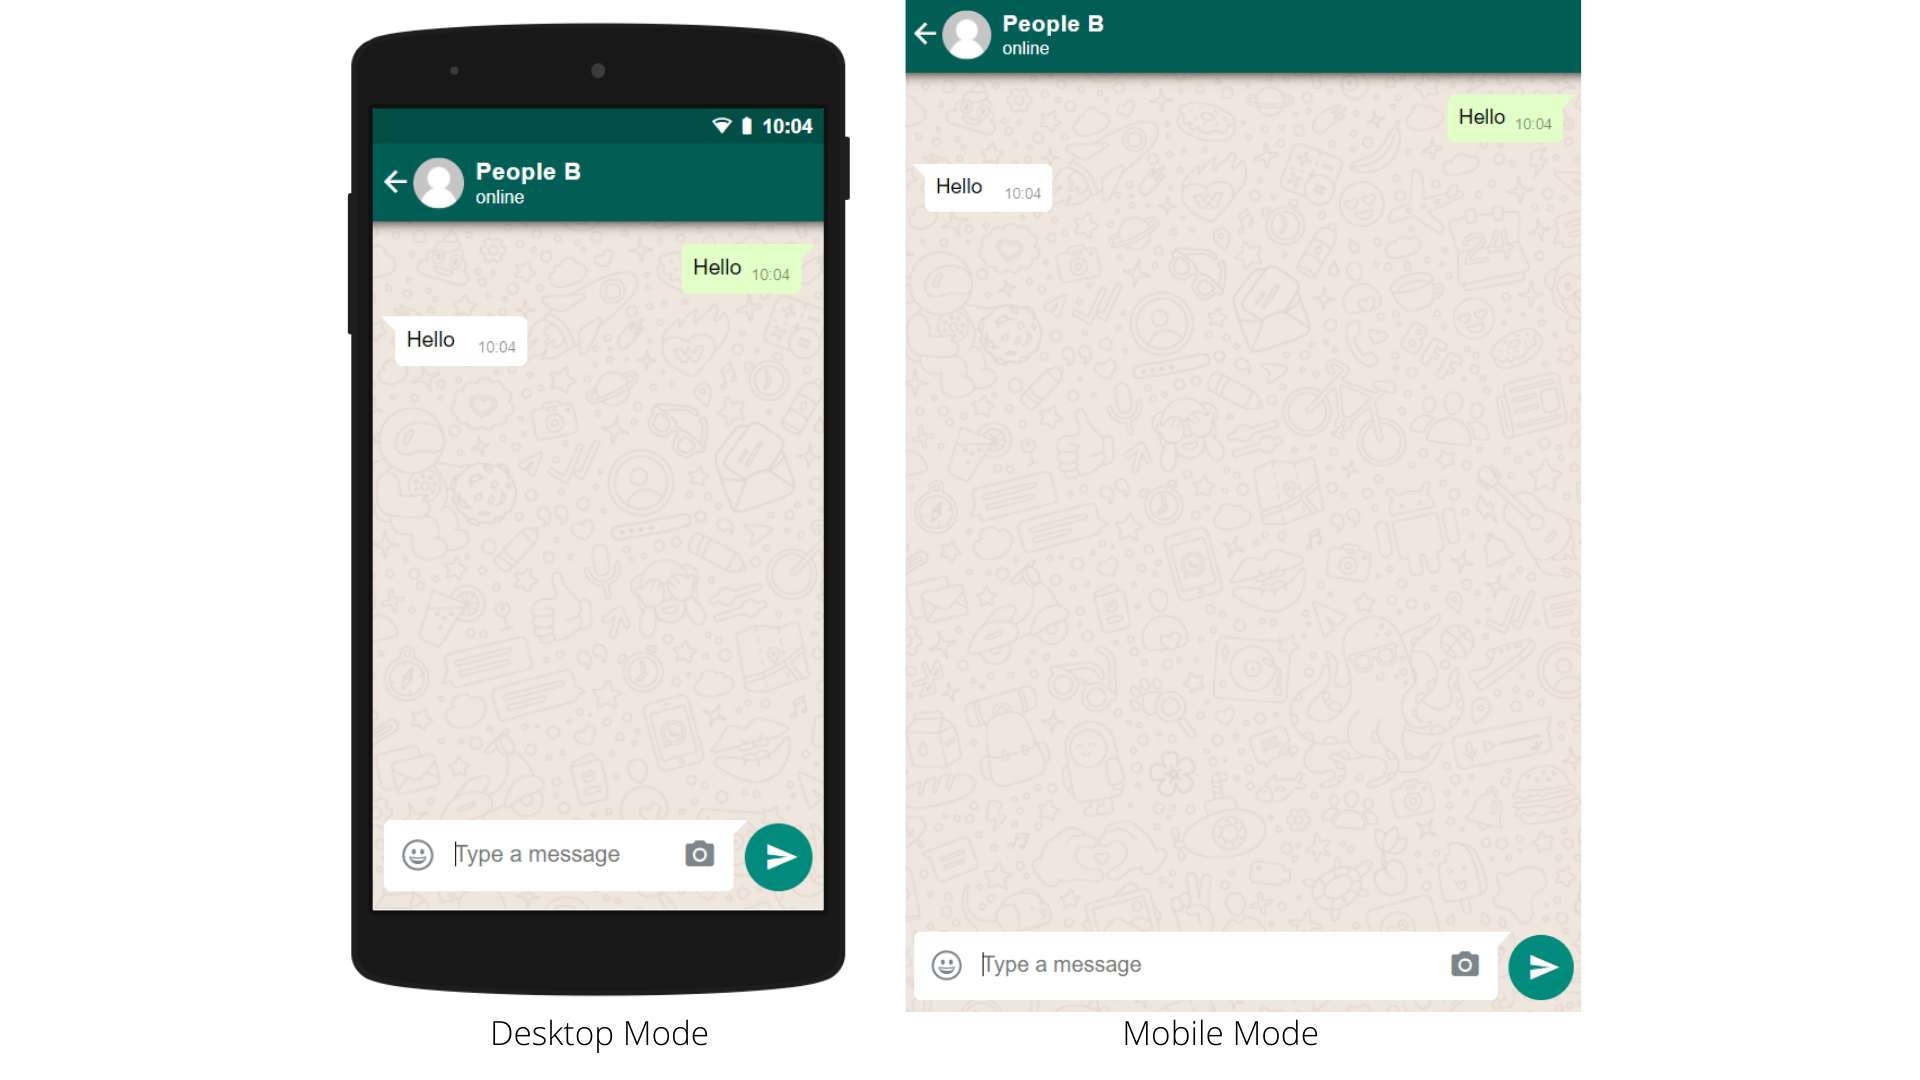 10:04
People B
online
Hello 10:04
Hello 10:04
Type a message
Desktop Mode
People B
online
Hello 10:04
Hello 10:04
Type a message
Mobile Mode